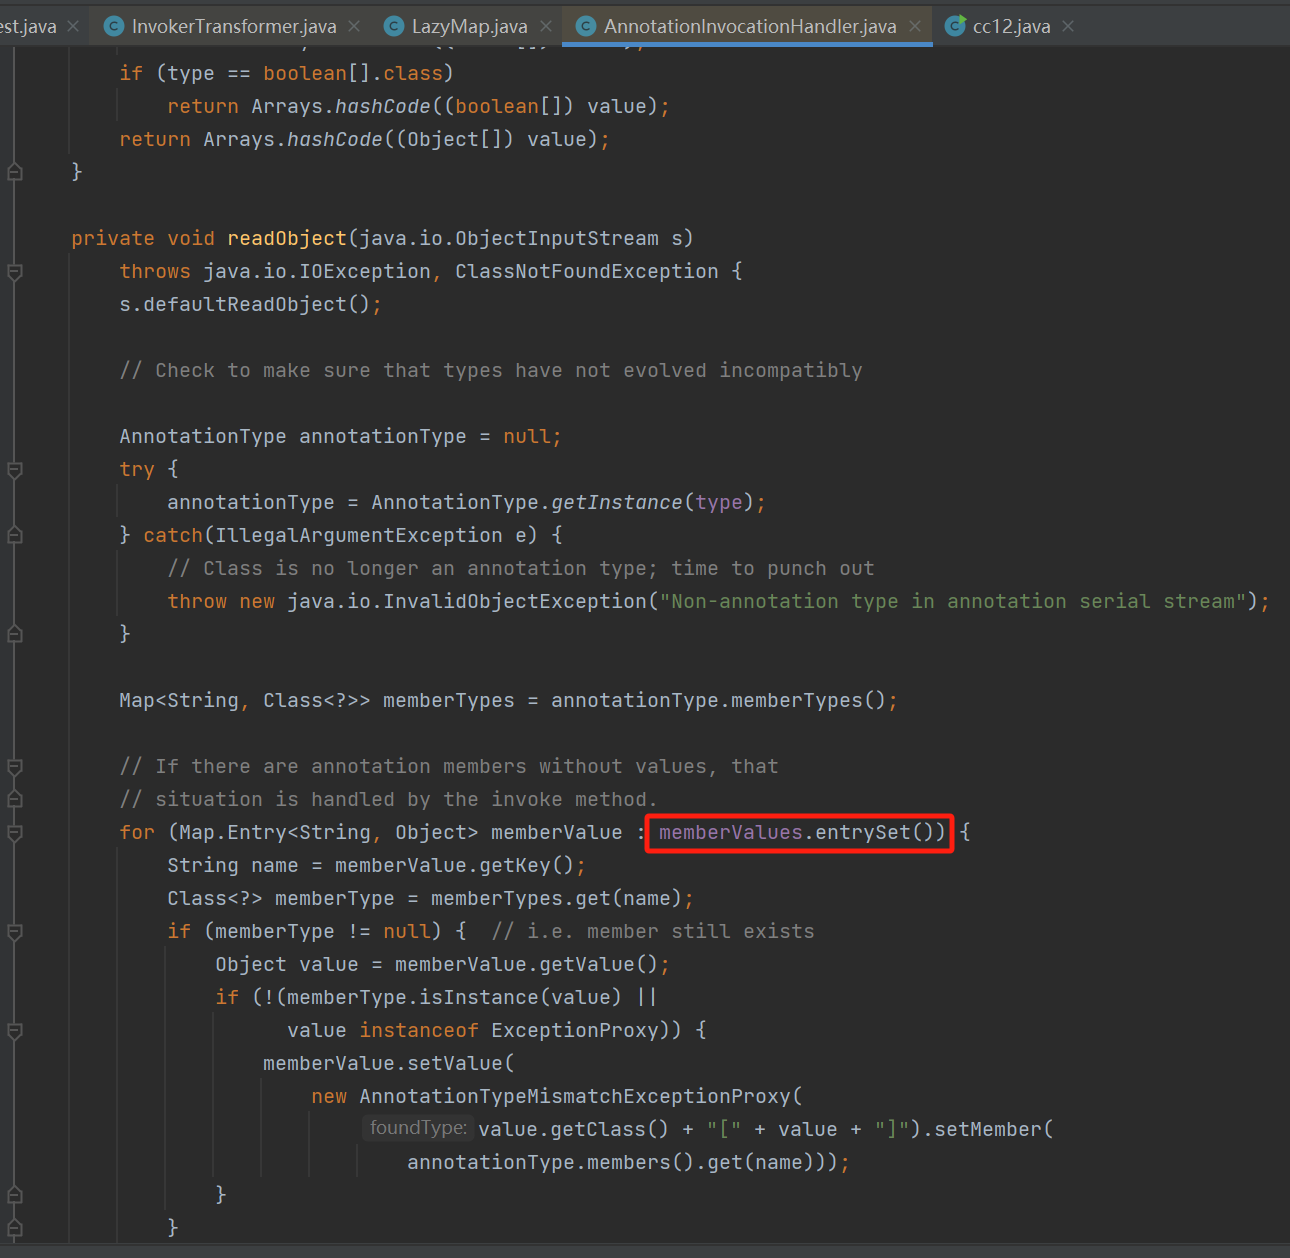 est.java
InvokerTransformer.java
LazyMap.java
AnnotationInvocationHandler.java
cc12.java
if (type == boolean[].class)
return Arrays.hashCode((boolean[]) value);
return Arrays.hashCode((Object[]) value);
}
private void readObject(java.io.ObjectInputStream s)
throws java.io.IOException, ClassNotFoundException {
s.defaultReadObject();
// Check to make sure that types have not evolved incompatibly
AnnotationType annotationType = null;
try {
annotationType = AnnotationType.getInstance(type);
} catch(IllegalArgumentException e) {
// Class is no longer an annotation type; time to punch out
throw new java.io.InvalidObjectException("Non-annotation type in annotation serial stream");
}
Map<String, Class<?>> memberTypes = annotationType.memberTypes();
// If there are annotation members without values, that
// situation is handled by the invoke method.
for (Map.Entry<String, Object> memberValue : memberValues.entrySet()) {
String name = memberValue.getKey();
Class<?> memberType = memberTypes.get(name);
if (memberType != null) {  // i.e. member still exists
Object value = memberValue.getValue();
if (!(memberType.isInstance(value) ||
value instanceof ExceptionProxy)) {
memberValue.setValue(
new AnnotationTypeMismatchExceptionProxy(
foundType: value.getClass() + "[" + value + "]").setMember(
annotationType.members().get(name)));
}
}